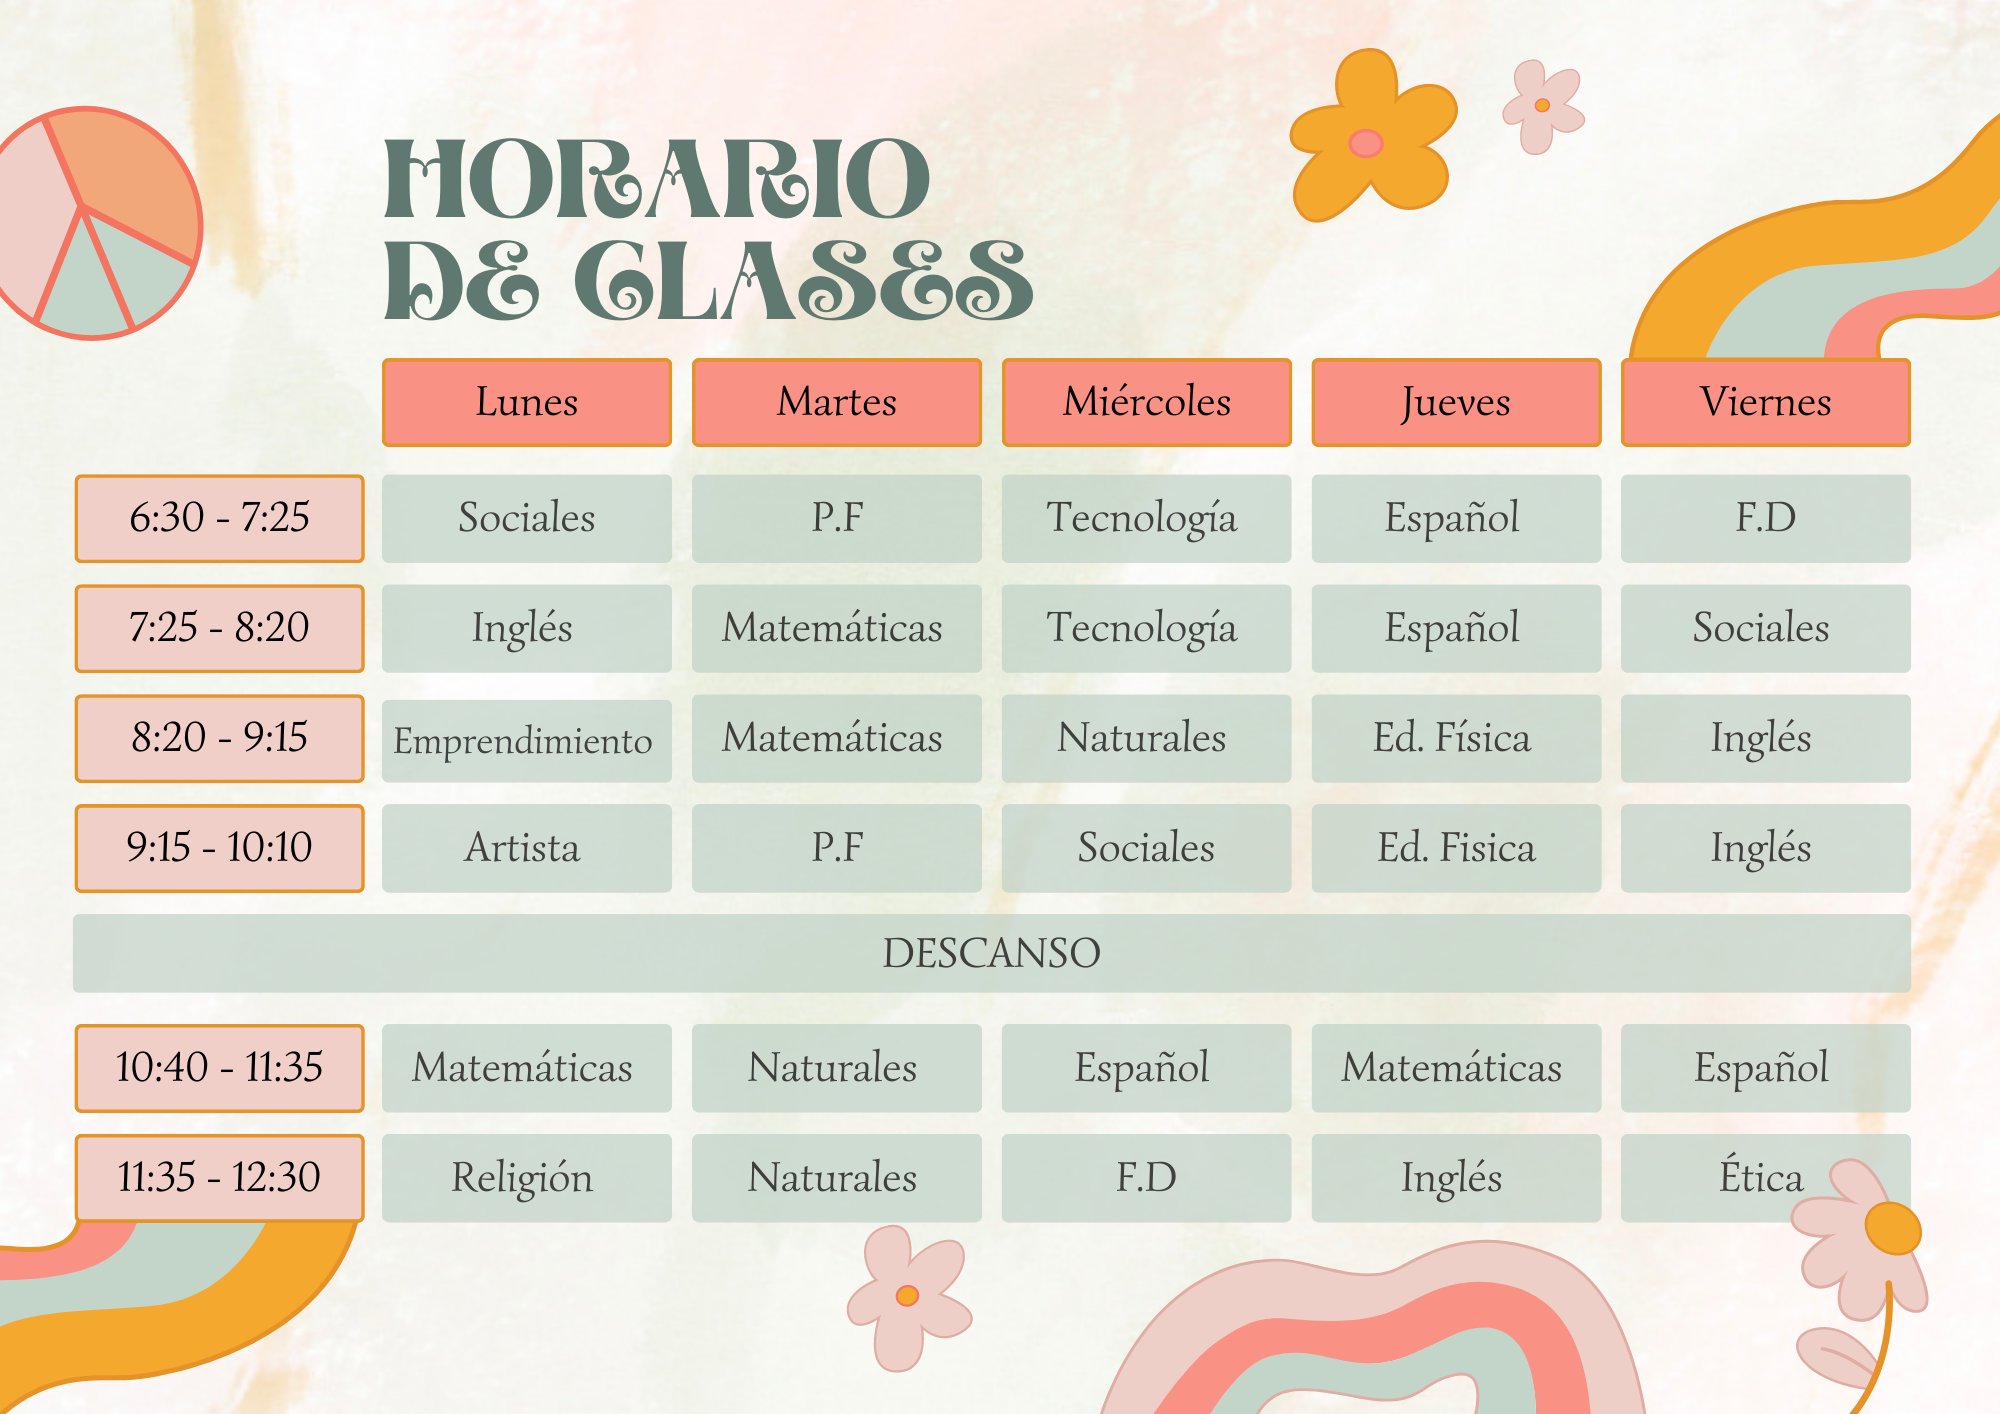 HORARIO
DE CLASES
Lunes Martes Miércoles Jueves Viernes
6:30 - 7:25 Sociales P.F Tecnología Español F.D
7:25 - 8:20 Inglés Matemáticas Tecnología Español Sociales
8:20 - 9:15 Emprendimiento Matemáticas Naturales Ed. Física Inglés
9:15 - 10:10 Artista P.F Sociales Ed. Fisica Inglés
DESCANSO
10:40 - 11:35 Matemáticas Naturales Español Matemáticas Español
11:35 - 12:30 Religión Naturales F.D Inglés Ética